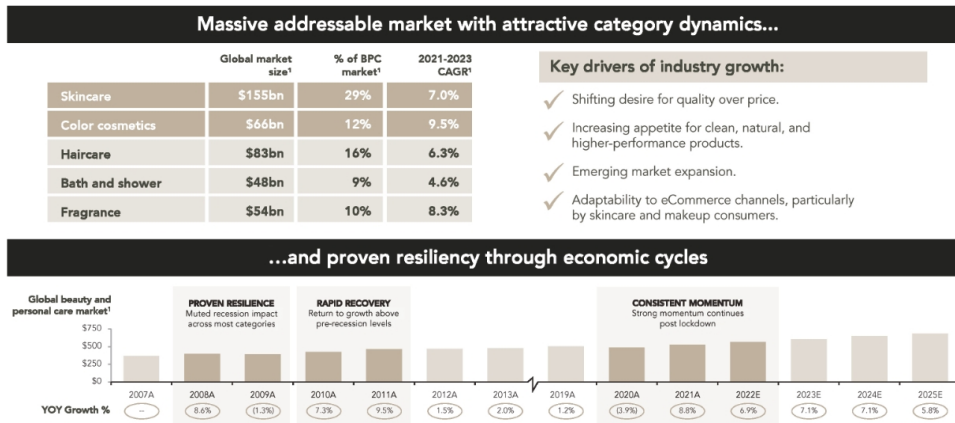 Massive addressable market with attractive category dynamics...
Global market size¹ % of BPC market¹ 2021-2023 CAGR¹
Skincare $155bn 29% 7.0%
Color cosmetics $66bn 12% 9.5%
Haircare $83bn 16% 6.3%
Bath and shower $48bn 9% 4.6%
Fragrance $54bn 10% 8.3%
Key drivers of industry growth:
Shifting desire for quality over price.
Increasing appetite for clean, natural, and
higher-performance products.
Emerging market expansion.
Adaptability to eCommerce channels, particularly
by skincare and makeup consumers.
...and proven resiliency through economic cycles
Global beauty and
personal care market¹
PROVEN RESILIENCE
Muted recession impact
across most categories
RAPID RECOVERY
Return to growth above
pre-recession levels
CONSISTENT MOMENTUM
Strong momentum continues
post lockdown
$750
$500
$250
$0
2007A 2008A 2009A 2010A 2011A 2012A 2013A 2019A 2020A 2021A 2022E 2023E 2024E 2025E
YOY Growth % -- 8.6% (1.3%) 7.3% 9.5% 1.5% 2.0% 1.2% (3.9%) 8.8% 6.9% 7.1% 7.1% 5.8%